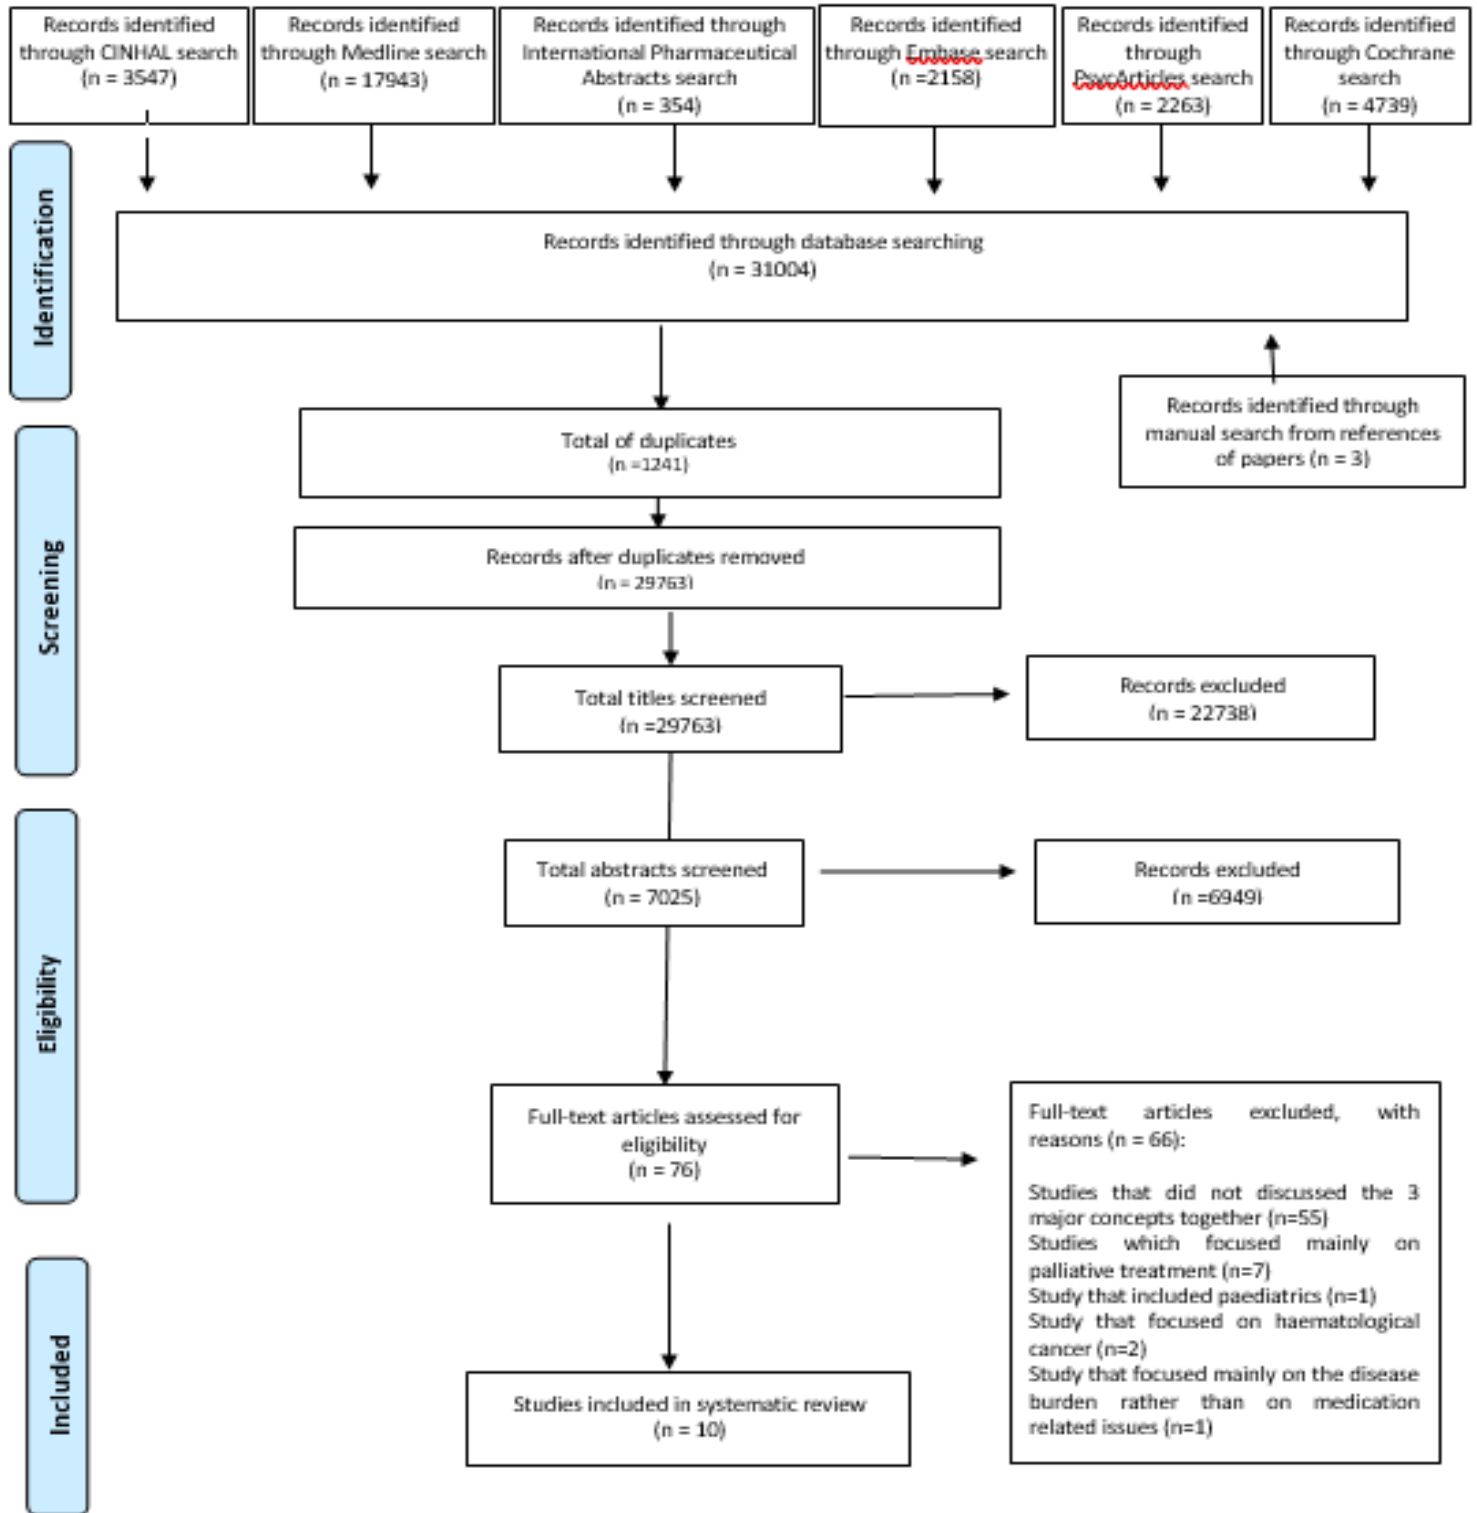 Records identified
through CINHAL search
(n = 3547)
Records identified
through Medline search
(n = 17943)
Records identified through
International Pharmaceutical
Abstracts search
(n = 354)
Records identified
through Embase search
(n =2158)
Records identified
through
PsycArticles search
(n = 2263)
Records identified
through Cochrane
search
(n = 4739)
Identification
Records identified through database searching
(n = 31004)
Records identified through
manual search from references
of papers (n = 3)
Screening
Total of duplicates
(n =1241)
Records after duplicates removed
(n = 29763)
Total titles screened
(n =29763)
Records excluded
(n = 22738)
Eligibility
Total abstracts screened
(n = 7025)
Records excluded
(n =6949)
Full-text articles assessed for
eligibility
(n = 76)
Full-text articles excluded, with
reasons (n = 66):
Studies that did not discussed the 3
major concepts together (n=55)
Studies which focused mainly on
palliative treatment (n=7)
Study that included paediatrics (n=1)
Study that focused on haematological
cancer (n=2)
Study that focused mainly on the disease
burden rather than on medication
related issues (n=1)
Included
Studies included in systematic review
(n = 10)